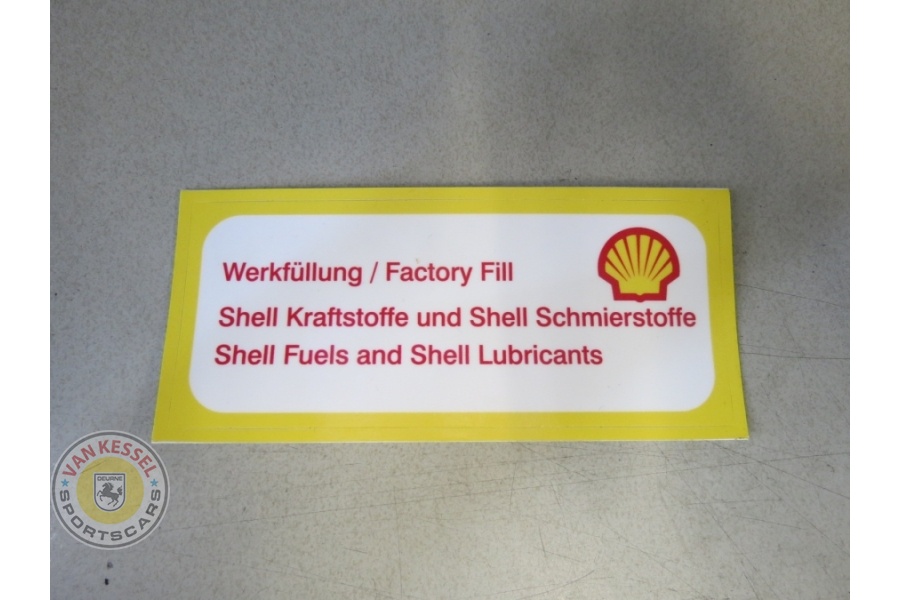 Werkfüllung / Factory Fill
Shell Kraftstoffe und Shell Schmierstoffe
Shell Fuels and Shell Lubricants
VAN KESSEL
DEURNE
SPORTSCARS